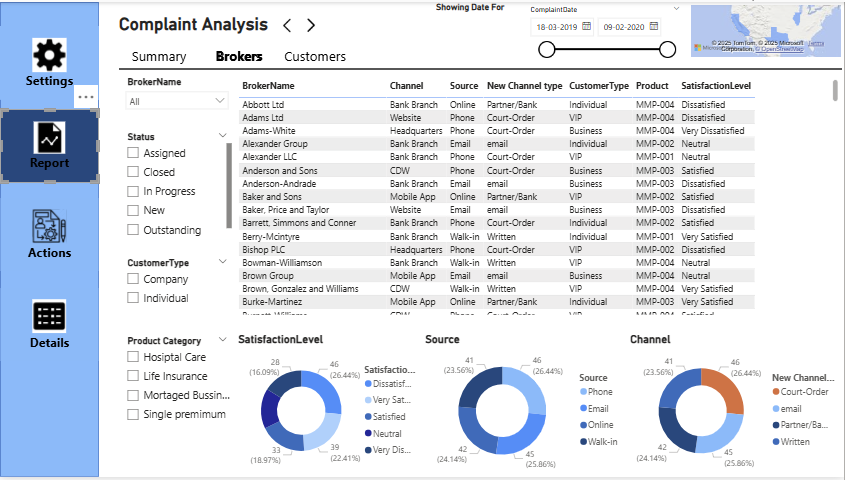 Complaint Analysis
Showing Date For
ComplaintDate
18-03-2019
09-02-2020
© 2025 TomTom, © 2025 Microsoft
Corporation, © OpenStreetMap
Terms
Summary
Brokers
Customers
Settings
Report
Actions
Details
BrokerName
All
Status
Assigned
Closed
In Progress
New
Outstanding
CustomerType
Company
Individual
Product Category
Hosiptal Care
Life Insurance
Mortaged Bussin...
Single premimum
BrokerName Channel Source New Channel type CustomerType Product SatisfactionLevel
Abbott Ltd Bank Branch Online Partner/Bank Individual MMP-004 Dissatisfied
Adams Ltd Website Phone Court-Order VIP MMP-004 Dissatisfied
Adams-White Headquarters Phone Court-Order Business MMP-004 Very Dissatisfied
Alexander Group Bank Branch Email email Individual MMP-002 Neutral
Alexander LLC Bank Branch Phone Court-Order VIP MMP-001 Neutral
Anderson and Sons CDW Phone Court-Order Business MMP-003 Satisfied
Anderson-Andrade Bank Branch Email email Business MMP-003 Dissatisfied
Baker and Sons Mobile App Online Partner/Bank VIP MMP-002 Satisfied
Baker, Price and Taylor Website Email email Business MMP-003 Dissatisfied
Barrett, Simmons and Conner Bank Branch Phone Court-Order Individual MMP-002 Satisfied
Berry-Mcintyre Bank Branch Walk-in Written Individual MMP-001 Very Satisfied
Bishop PLC Headquarters Phone Court-Order VIP MMP-002 Dissatisfied
Bowman-Williamson Bank Branch Walk-in Written VIP MMP-004 Neutral
Brown Group Mobile App Email email Business MMP-004 Neutral
Brown, Gonzalez and Williams CDW Walk-in Written VIP MMP-004 Very Satisfied
Burke-Martinez Mobile App Online Partner/Bank Individual MMP-003 Very Satisfied
SatisfactionLevel
28
(16.09%)
46
(26.44%)
33
(18.97%)
39
(22.41%)
Satisfactio...
Dissatisf...
Very Sat...
Satisfied
Neutral
Very Dis...
Source
41
(23.56%)
46
(26.44%)
42
(24.14%)
45
(25.86%)
Source
Phone
Email
Online
Walk-in
Channel
41
(23.56%)
46
(26.44%)
42
(24.14%)
45
(25.86%)
New Channel...
Court-Order
email
Partner/Ba...
Written